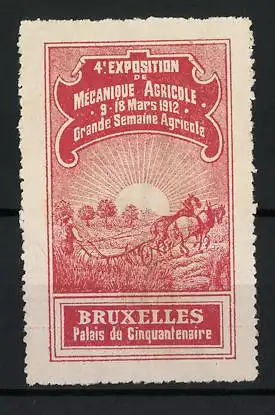 4ᵉ EXPOSITION
DE
MÉCANIQUE AGRICOLE
9-18 Mars 1912
Grande Semaine Agricole
BRUXELLES
Palais du Cinquantenaire